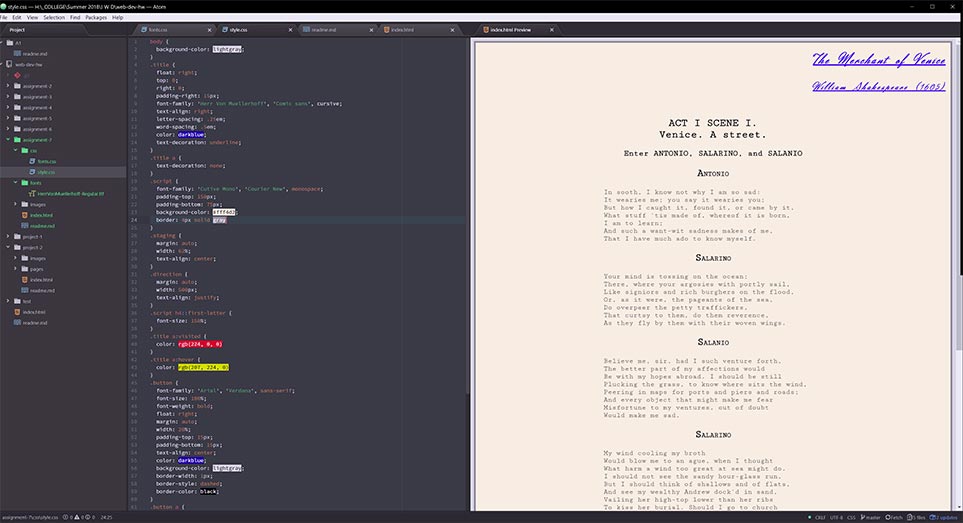 style.css — H:\_COLLEGE\Summer 2018\I W D\web-dev-hw — Atom
File Edit View Selection Find Packages Help
Project
A1
readme.md
web-dev-hw
.git
assignment-2
assignment-3
assignment-4
assignment-5
assignment-6
assignment-7
css
fonts.css
style.css
fonts
HerrVonMuellerhoff-Regular.ttf
images
index.html
readme.md
project-1
project-2
images
pages
index.html
readme.md
test
index.html
readme.md
fonts.css
style.css
readme.md
index.html
body {
background-color: lightgray;
}
.title {
float: right;
top: 0;
right: 0;
padding-right: 15px;
font-family: "Herr Von Muellerhoff", "Comic sans", cursive;
text-align: right;
letter-spacing: .25em;
word-spacing: .5em;
color: darkblue;
text-decoration: underline;
}
.title a {
text-decoration: none;
}
.script {
font-family: "Cutive Mono", "Courier New", monospace;
padding-top: 150px;
padding-bottom: 75px;
border: 4px solid gray
}
.staging {
margin: auto;
text-align: center;
}
.direction {
margin: auto;
width: 500px;
text-align: justify;
}
.script h4::first-letter {
font-size: 150%;
}
.title a:visited {
color: rgb(224, 0, 0)
}
.title a:hover {
color: rgb(207, 224, 0)
}
.button {
font-family: "Arial", "Verdana", sans-serif;
font-size: 100%;
font-weight: bold;
float: right;
margin: auto;
width: 20%;
padding-top: 15px;
padding-bottom: 15px;
text-align: center;
color: darkblue;
background-color: lightgray;
border-width: 1px;
border-style: dashed;
border-color: black;
}
.button a {
index.html Preview
The Merchant of Venice
William Shakespeare (1605)
ACT I SCENE I.
Venice. A street.
Enter ANTONIO, SALARINO, and SALANIO
ANTONIO
In sooth, I know not why I am so sad:
It wearies me; you say it wearies you;
But how I caught it, found it, or came by it,
What stuff 'tis made of, whereof it is born,
I am to learn;
And such a want-wit sadness makes of me,
That I have much ado to know myself.
SALARINO
Your mind is tossing on the ocean;
There, where your argosies with portly sail,
Like signiors and rich burghers on the flood,
Or, as it were, the pageants of the sea,
Do overpeer the petty traffickers,
That curtsy to them, do them reverence,
As they fly by them with their woven wings.
SALANIO
Believe me, sir, had I such venture forth,
The better part of my affections would
Be with my hopes abroad. I should be still
Plucking the grass, to know where sits the wind,
Peering in maps for ports and piers and roads;
And every object that might make me fear
Misfortune to my ventures, out of doubt
Would make me sad.
SALARINO
My wind cooling my broth
Would blow me to an ague, when I thought
What harm a wind too great at sea might do.
I should not see the sandy hour-glass run,
But I should think of shallows and of flats,
And see my wealthy Andrew dock'd in sand,
Vailing her high-top lower than her ribs
To kiss her burial. Should I go to church
assignment-7\css\style.css 0 0 0 24:25
CRLF UTF-8 CSS master Fetch 5 files 2 updates